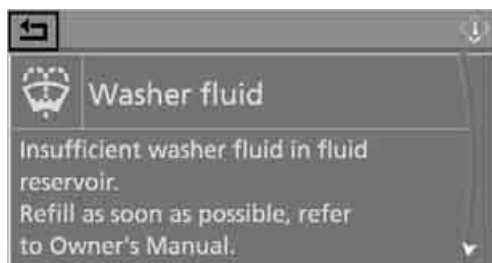 Washer fluid
Insufficient washer fluid in fluid
reservoir.
Refill as soon as possible, refer
to Owner's Manual.